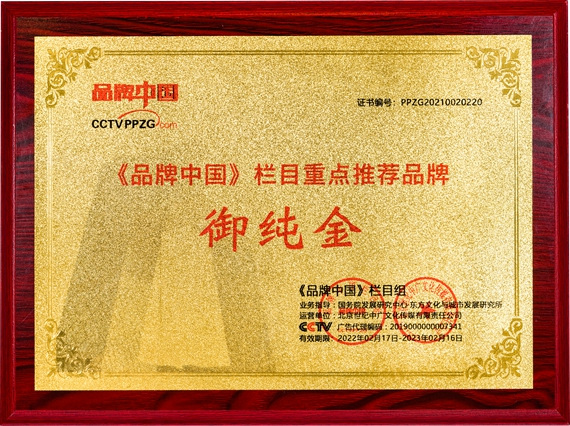 品牌中国
CCTVPPZG.com
证书编号：PPZG20210020220
《品牌中国》栏目重点推荐品牌
御纯金
《品牌中国》栏目组
业务指导：国务院发展研究中心·东方文化与城市发展研究所
运营单位：北京世纪中广文化传媒有限责任公司
CCTV 广告代码编码：2019000000007341
有效期限：2022年02月17日-2023年02月16日